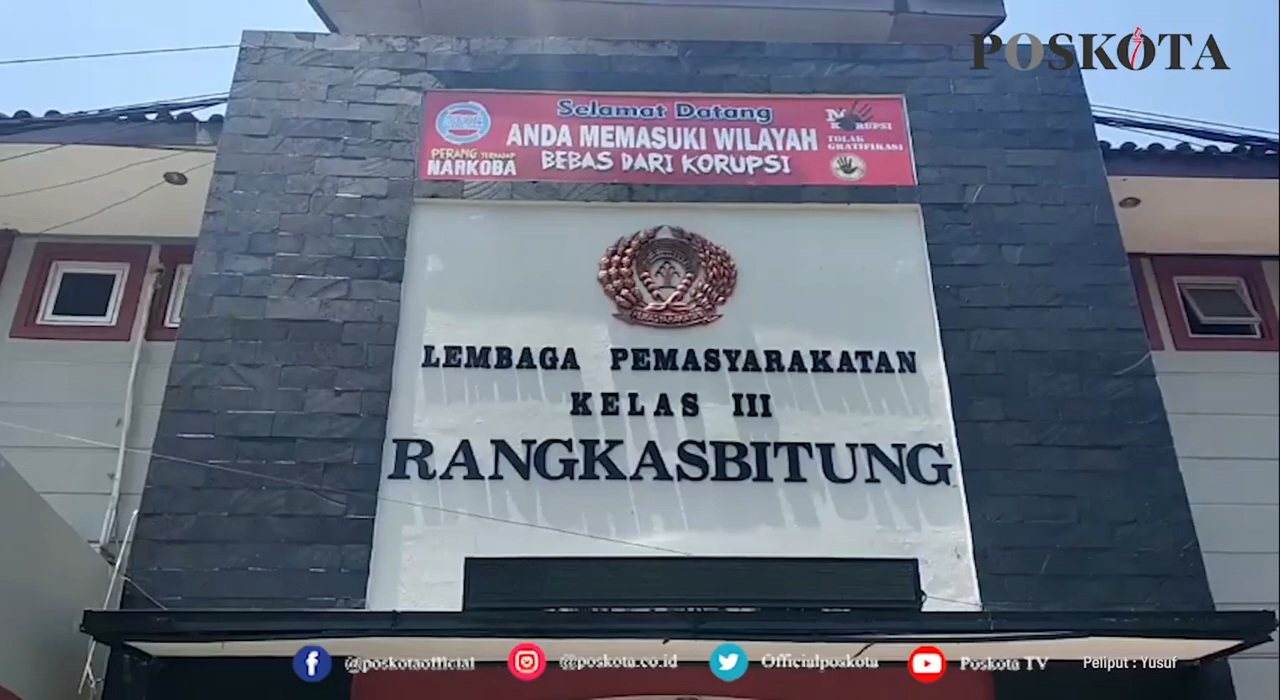 POSKOTA
Selamat Datang
ANDA MEMASUKI WILAYAH
BEBAS DARI KORUPSI
PERANG TERHADAP
NARKOBA
KORUPSI
TOLAK
GRATIFIKASI
PEMASYARAKATAN
LEMBAGA PEMASYARAKATAN
KELAS III
RANGKASBITUNG
@poskotaofficial
@poskota.co.id
Officialposkota
Poskota TV
Peliput : Yusuf